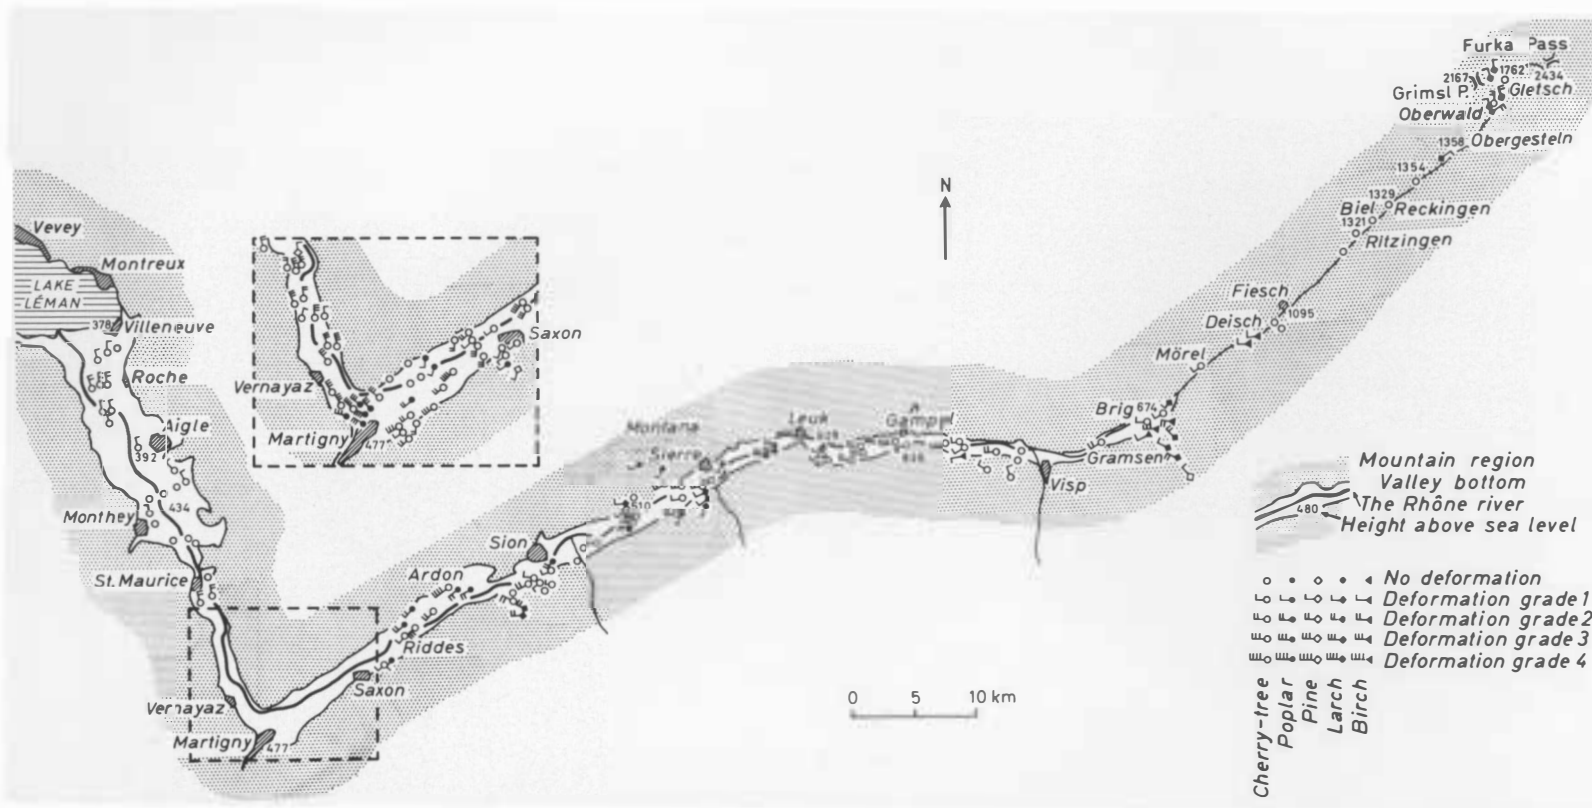 Furka Pass
2167
1762
2434
Grimsl P.
Gletsch
Oberwald
1358
Obergesteln
1354
1329
Biel
Reckingen
1321
Ritzingen
N
Fiesch
1095
Deisch
Mörel
Brig 674
Gramsen
Visp
Vevey
Montreux
LAKE
LÉMAN
378
Villeneuve
Roche
Aigle
392
434
Monthey
St. Maurice
Vernayaz
Martigny
477
Saxon
Vernayaz
Martigny
477
Saxon
Riddes
Ardon
Sion
510
Montana
Sierre
Leuk
Gampel
0 5 10 km
Mountain region
Valley bottom
The Rhône river
480
Height above sea level
No deformation
Deformation grade 1
Deformation grade 2
Deformation grade 3
Deformation grade 4
Cherry-tree
Poplar
Pine
Larch
Birch